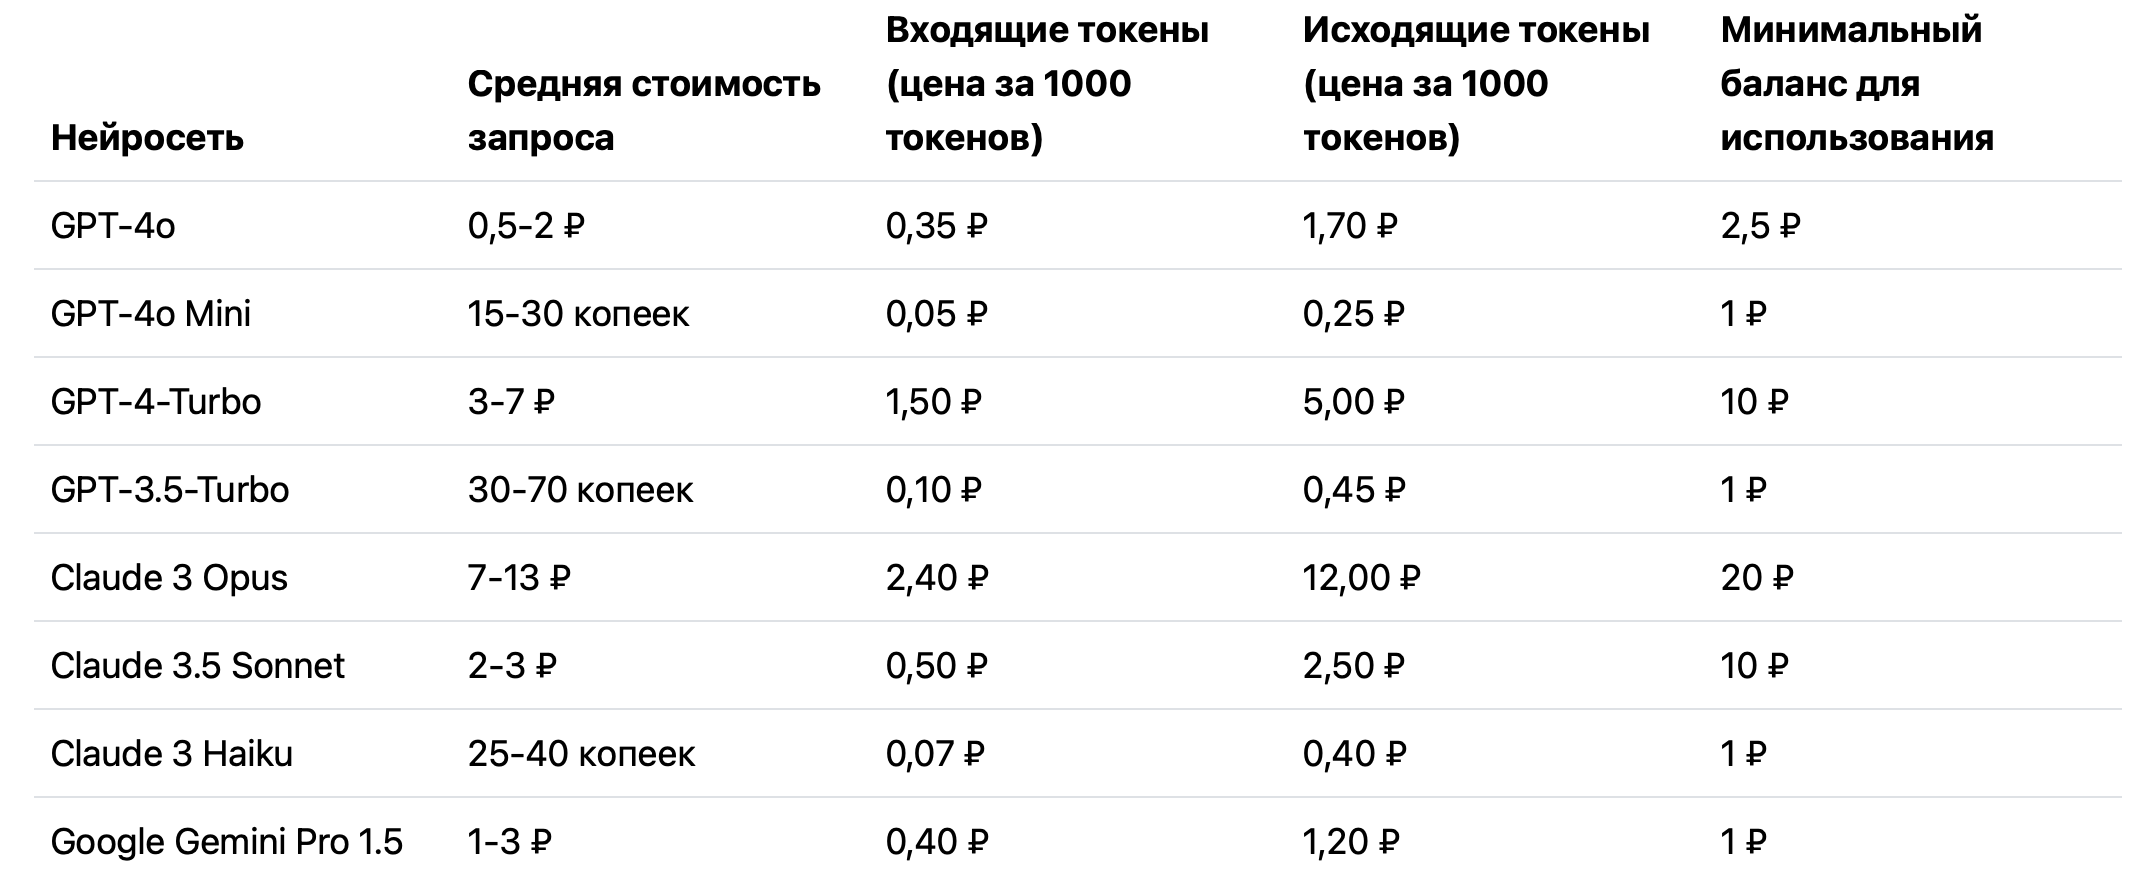 Нейросеть
Средняя стоимость
запроса
Входящие токены
(цена за 1000
токенов)
Исходящие токены
(цена за 1000
токенов)
Минимальный
баланс для
использования
GPT-4o 0,5-2 ₽ 0,35 ₽ 1,70 ₽ 2,5 ₽
GPT-4o Mini 15-30 копеек 0,05 ₽ 0,25 ₽ 1 ₽
GPT-4-Turbo 3-7 ₽ 1,50 ₽ 5,00 ₽ 10 ₽
GPT-3.5-Turbo 30-70 копеек 0,10 ₽ 0,45 ₽ 1 ₽
Claude 3 Opus 7-13 ₽ 2,40 ₽ 12,00 ₽ 20 ₽
Claude 3.5 Sonnet 2-3 ₽ 0,50 ₽ 2,50 ₽ 10 ₽
Claude 3 Haiku 25-40 копеек 0,07 ₽ 0,40 ₽ 1 ₽
Google Gemini Pro 1.5 1-3 ₽ 0,40 ₽ 1,20 ₽ 1 ₽